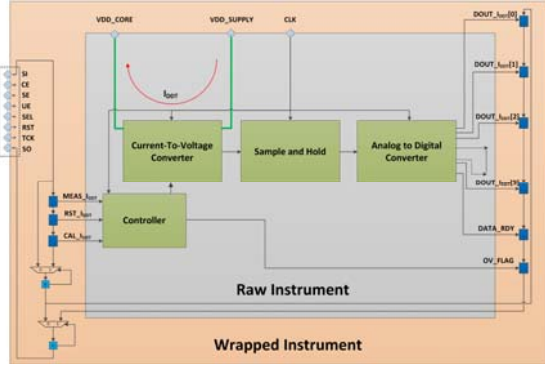 VDD_CORE
VDD_SUPPLY
CLK
DOUT_IDDT[0]
SI
CE
SE
UE
SEL
RST
TCK
SO
IDDT
DOUT_IDDT[1]
DOUT_IDDT[2]
Current-To-Voltage
Converter
Sample and Hold
Analog to Digital
Converter
DOUT_IDDT[9]
MEAS_IDDT
RST_IDDT
CAL_IDDT
Controller
DATA_RDY
OV_FLAG
Raw Instrument
Wrapped Instrument